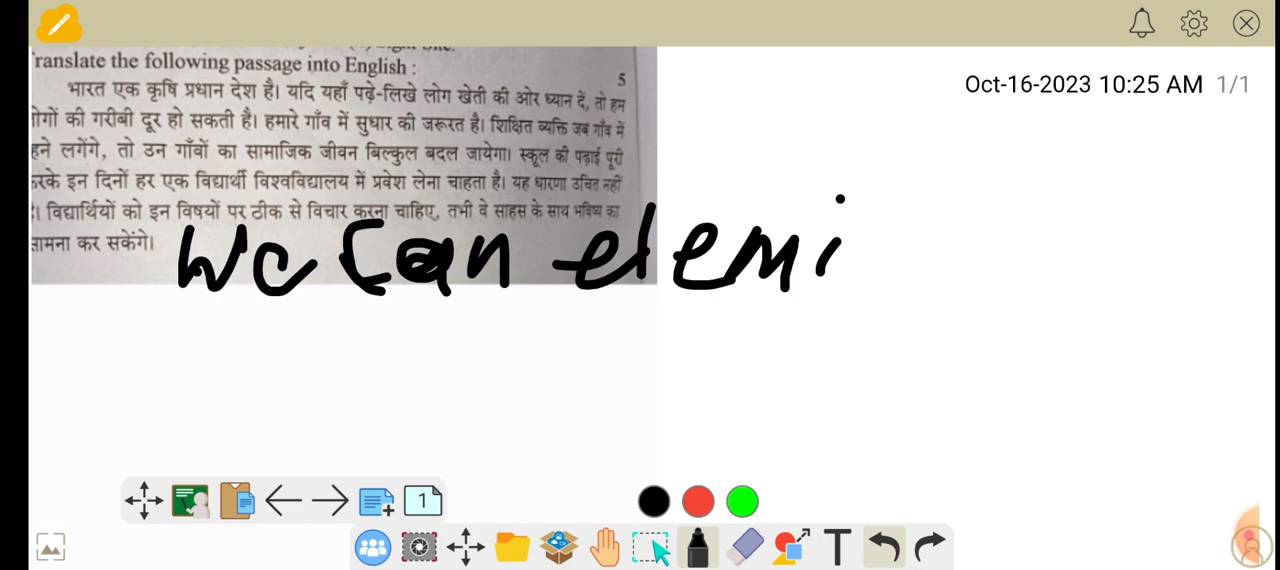 Oct-16-2023 10:25 AM 1/1
Translate the following passage into English :
5
भारत एक कृषि प्रधान देश है। यदि यहाँ पढ़े-लिखे लोग खेती की ओर ध्यान दें, तो हम
ोगों की गरीबी दूर हो सकती है। हमारे गाँव में सुधार की जरूरत है। शिक्षित व्यक्ति जब गाँव में
हने लगेंगे, तो उन गाँवों का सामाजिक जीवन बिल्कुल बदल जायेगा। स्कूल की पढ़ाई पूरी
रके इन दिनों हर एक विद्यार्थी विश्वविद्यालय में प्रवेश लेना चाहता है। यह धारणा उचित नहीं
। विद्यार्थियों को इन विषयों पर ठीक से विचार करना चाहिए, तभी वे साहस के साथ भविष्य का
ामना कर सकेंगे।
We can elemi
1
T